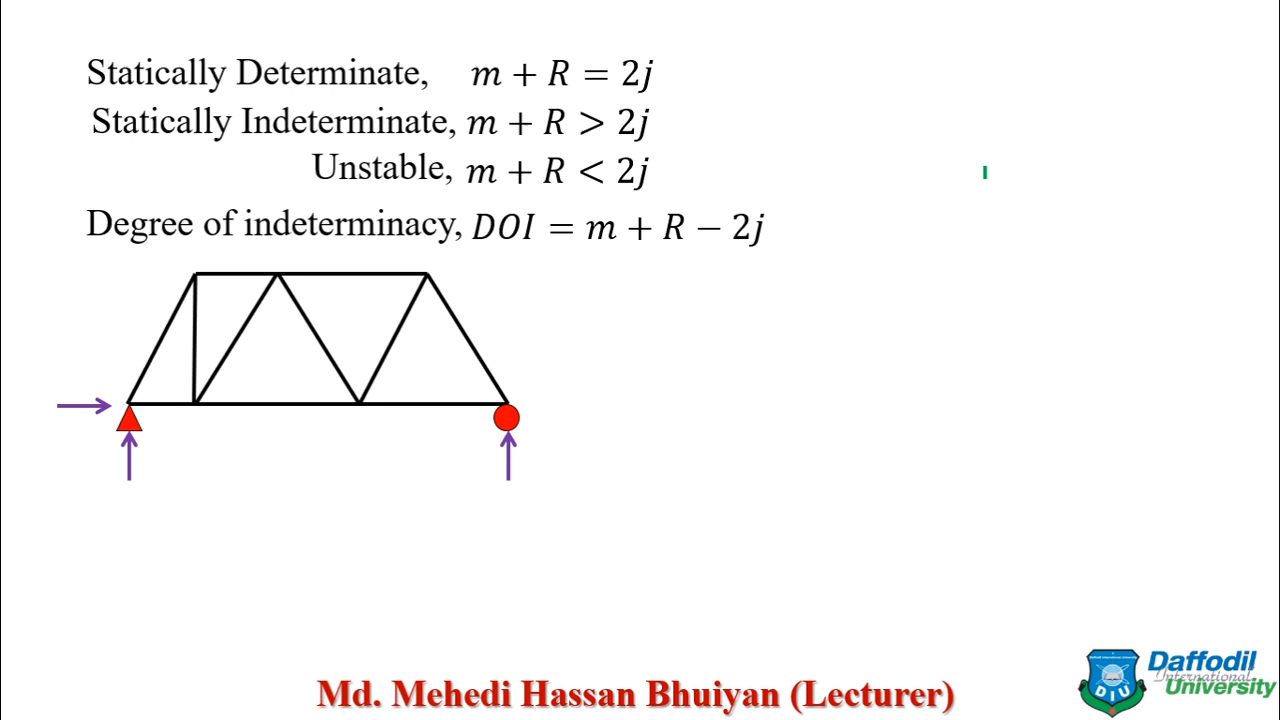 Statically Determinate, m + R = 2j
Statically Indeterminate, m + R > 2j
Unstable, m + R < 2j
Degree of indeterminacy, DOI = m + R − 2j
Md. Mehedi Hassan Bhuiyan (Lecturer)
DIU
Daffodil
International
University